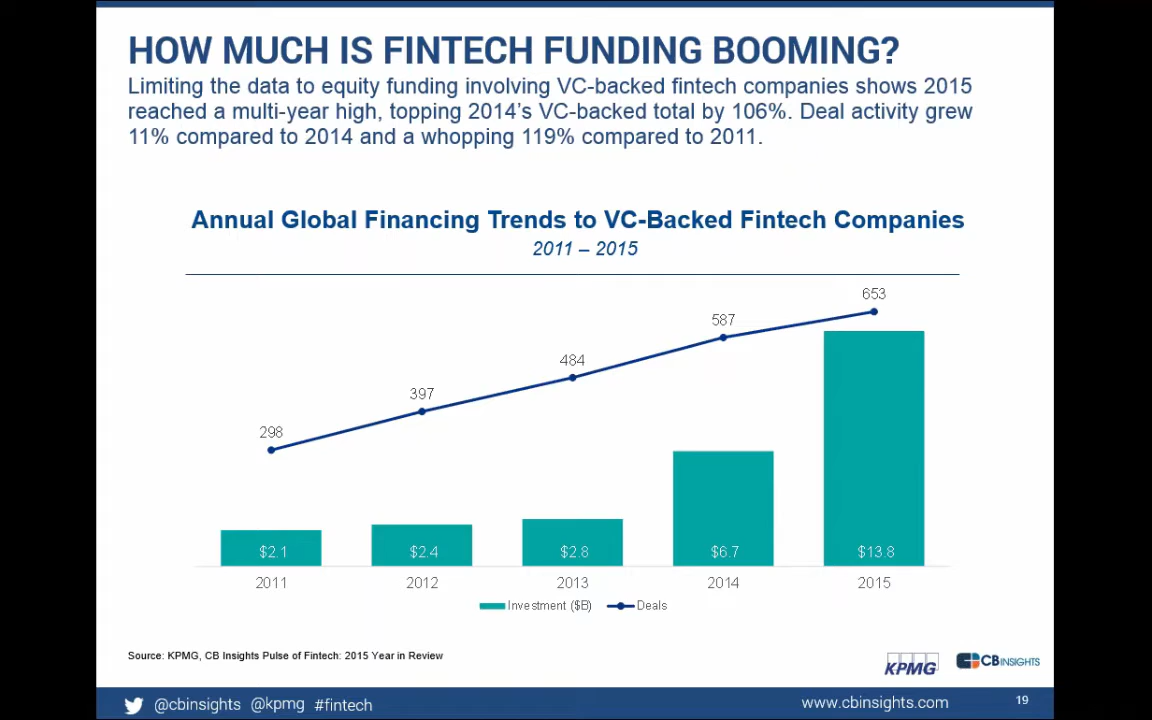 HOW MUCH IS FINTECH FUNDING BOOMING?
Limiting the data to equity funding involving VC-backed fintech companies shows 2015
reached a multi-year high, topping 2014's VC-backed total by 106%. Deal activity grew
11% compared to 2014 and a whopping 119% compared to 2011.
Annual Global Financing Trends to VC-Backed Fintech Companies
2011 – 2015
653
587
484
397
298
$2.1 $2.4 $2.8 $6.7 $13.8
2011 2012 2013 2014 2015
Investment ($B) Deals
Source: KPMG, CB Insights Pulse of Fintech: 2015 Year in Review
KPMG CBINSIGHTS
@cbinsights @kpmg #fintech www.cbinsights.com 19